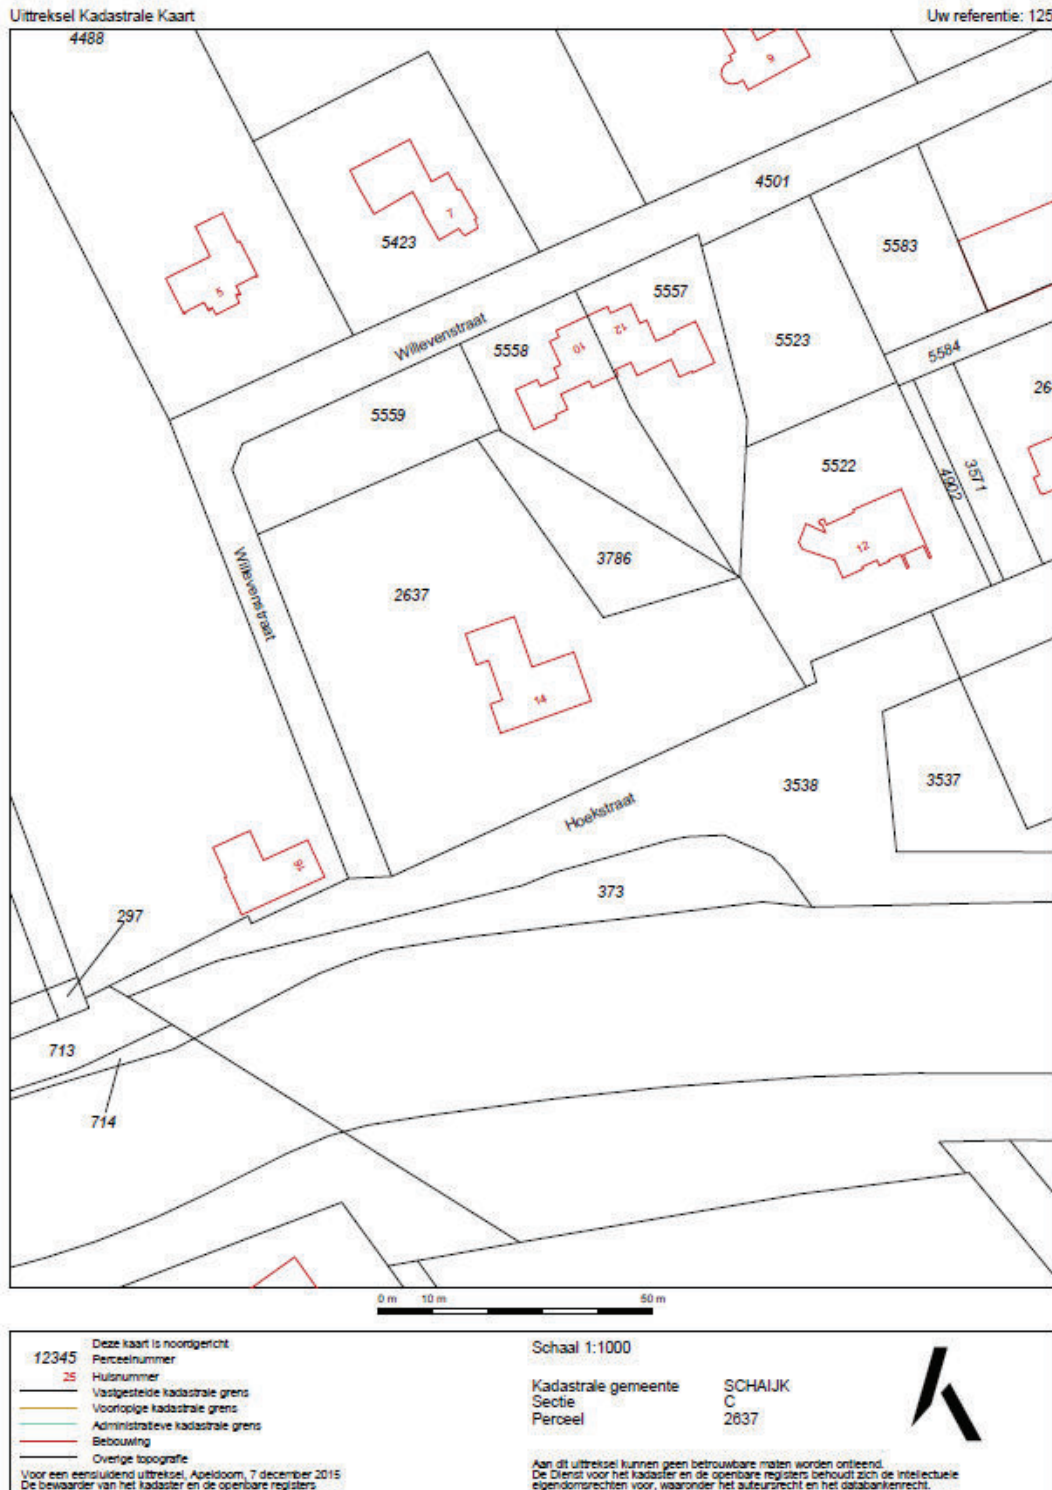 Uittreksel Kadastrale Kaart
Uw referentie: 125
4488
9
4501
7
5423
5583
5
5557
Willevenstraat
5558
12
10
5523
5584
5559
26
5522
3571
4902
12
Willevenstraat
3786
2637
14
3538
3537
Hoekstraat
16
373
297
713
714
0 m 10 m 50 m
Deze kaart is noordgericht
12345 Perceelnummer
25 Huisnummer
Vastgestelde kadastrale grens
Voorlopige kadastrale grens
Administratieve kadastrale grens
Bebouwing
Overige topografie
Voor een eensluidend uittreksel, Apeldoorn, 7 december 2015
De bewaarder van het kadaster en de openbare registers
Schaal 1:1000
Kadastrale gemeente SCHAIJK
Sectie C
Perceel 2637
Aan dit uittreksel kunnen geen betrouwbare maten worden ontleend.
De Dienst voor het kadaster en de openbare registers behoudt zich de intellectuele
eigendomsrechten voor, waaronder het auteursrecht en het databankenrecht.